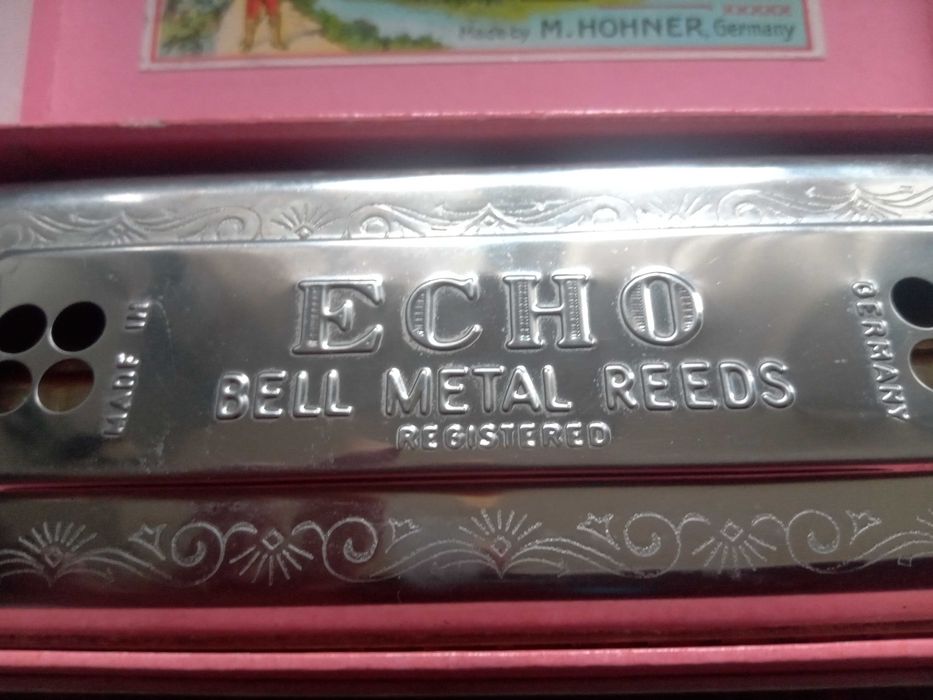 Made by M. HOHNER, Germany
MADE IN
ECHO
BELL METAL REEDS
REGISTERED
GERMANY